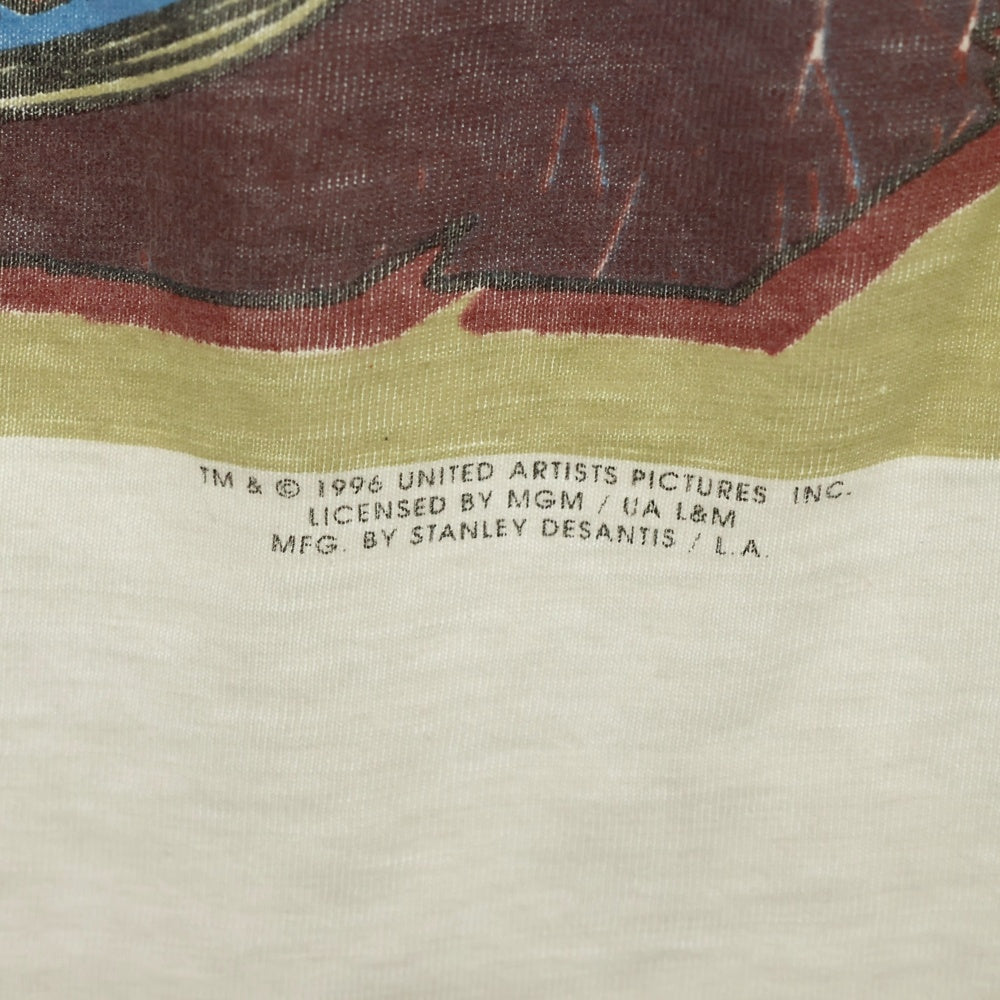 TM & © 1996 UNITED ARTISTS PICTURES INC.
LICENSED BY MGM / UA L&M
MFG. BY STANLEY DESANTIS / L.A.